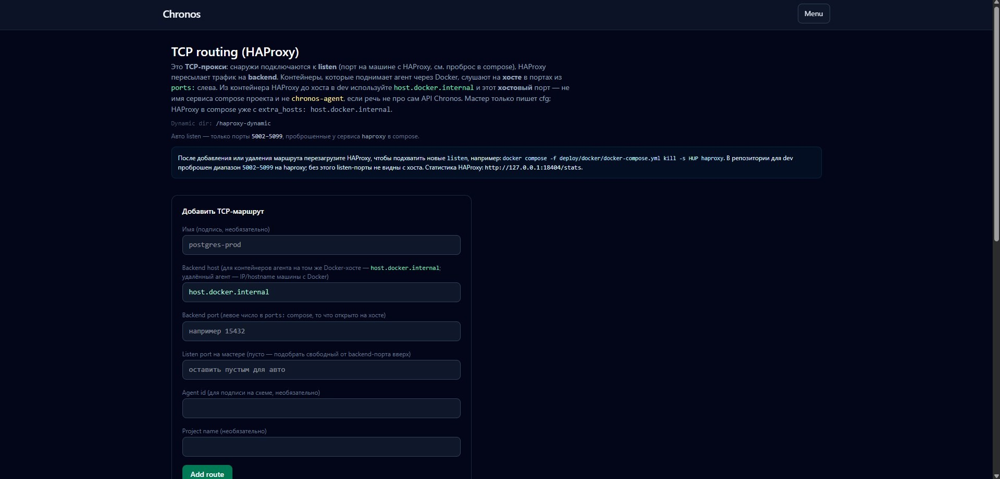 Chronos
Menu
TCP routing (HAProxy)
Это TCP-прокси: снаружи подключаются к listen (порт на машине с HAProxy, см. проброс в compose), HAProxy
пересылает трафик на backend. Контейнеры, которые поднимает агент через Docker, слушают на хосте в портах из
ports: слева. Из контейнера HAProxy до хоста в dev используйте host.docker.internal и этот хостовый порт — не
имя сервиса compose проекта и не chronos-agent, если речь не про сам API Chronos. Мастер только пишет cfg;
HAProxy в compose уже с extra_hosts: host.docker.internal.
Dynamic dir: /haproxy-dynamic
Авто listen — только порты 5002–5099, проброшенные у сервиса haproxy в compose.
После добавления или удаления маршрута перезагрузите HAProxy, чтобы подхватить новые listen, например: docker compose -f deploy/docker/docker-compose.yml kill -s HUP haproxy. В репозитории для dev
проброшен диапазон 5002–5099 на haproxy; без этого listen-порты не видны с хоста. Статистика HAProxy: http://127.0.0.1:18404/stats.
Добавить TCP-маршрут
Имя (подпись, необязательно)
postgres-prod
Backend host (для контейнеров агента на том же Docker-хосте — host.docker.internal;
удалённый агент — IP/hostname машины с Docker)
host.docker.internal
Backend port (левое число в ports: compose, то что открыто на хосте)
например 15432
Listen port на мастере (пусто — подобрать свободный от backend-порта вверх)
оставить пустым для авто
Agent id (для подписи на схеме, необязательно)
Project name (необязательно)
Add route